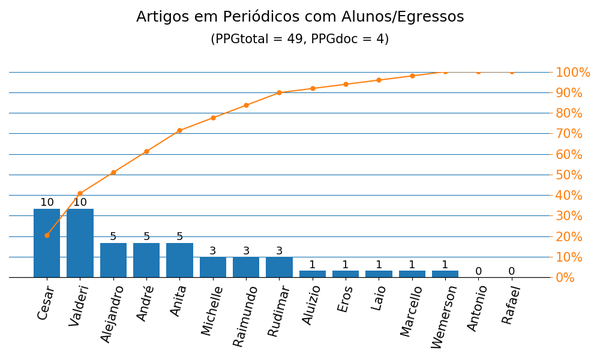 Artigos em Periódicos com Alunos/Egressos
(PPGtotal = 49, PPGdoc = 4)
100%
90%
80%
70%
60%
50%
40%
30%
20%
10%
0%
10
10
5
5
5
3
3
3
1
1
1
1
1
0
0
Cesar
Valderi
Alejandro
André
Anita
Michelle
Raimundo
Rudimar
Aluizio
Eros
Laio
Marcello
Wemerson
Antonio
Rafael